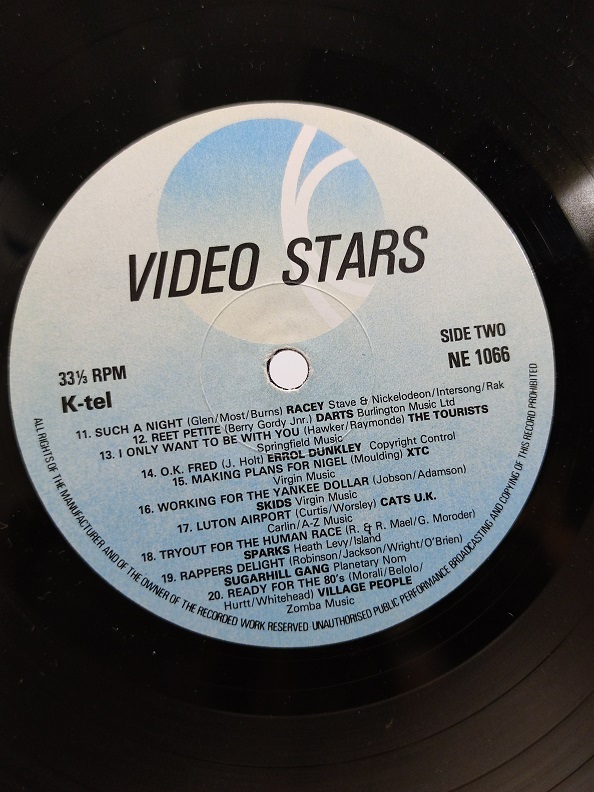 VIDEO STARS
SIDE TWO
NE 1066
33⅓ RPM
K-tel
11. SUCH A NIGHT (Glen/Most/Burns) RACEY Stave & Nickelodeon/Intersong/Rak
12. REET PETITE (Berry Gordy Jnr.) DARTS Burlington Music Ltd
13. I ONLY WANT TO BE WITH YOU (Hawker/Raymonde) THE TOURISTS
Springfield Music
14. O.K. FRED (J. Holt) ERROL DUNKLEY Copyright Control
15. MAKING PLANS FOR NIGEL (Moulding) XTC
Virgin Music
16. WORKING FOR THE YANKEE DOLLAR (Jobson/Adamson)
SKIDS Virgin Music
17. LUTON AIRPORT (Curtis/Worsley) CATS U.K.
Carlin/A-Z Music
18. TRYOUT FOR THE HUMAN RACE (R. & R. Mael/G. Moroder)
SPARKS Heath Levy/Island
19. RAPPERS DELIGHT (Robinson/Jackson/Wright/O'Brien)
SUGARHILL GANG Planetary Nom
20. READY FOR THE 80's (Morali/Belolo/
Hurtt/Whitehead) VILLAGE PEOPLE
Zomba Music
ALL RIGHTS OF THE MANUFACTURER AND OF THE OWNER OF THE RECORDED WORK RESERVED UNAUTHORISED PUBLIC PERFORMANCE BROADCASTING AND COPYING OF THIS RECORD PROHIBITED